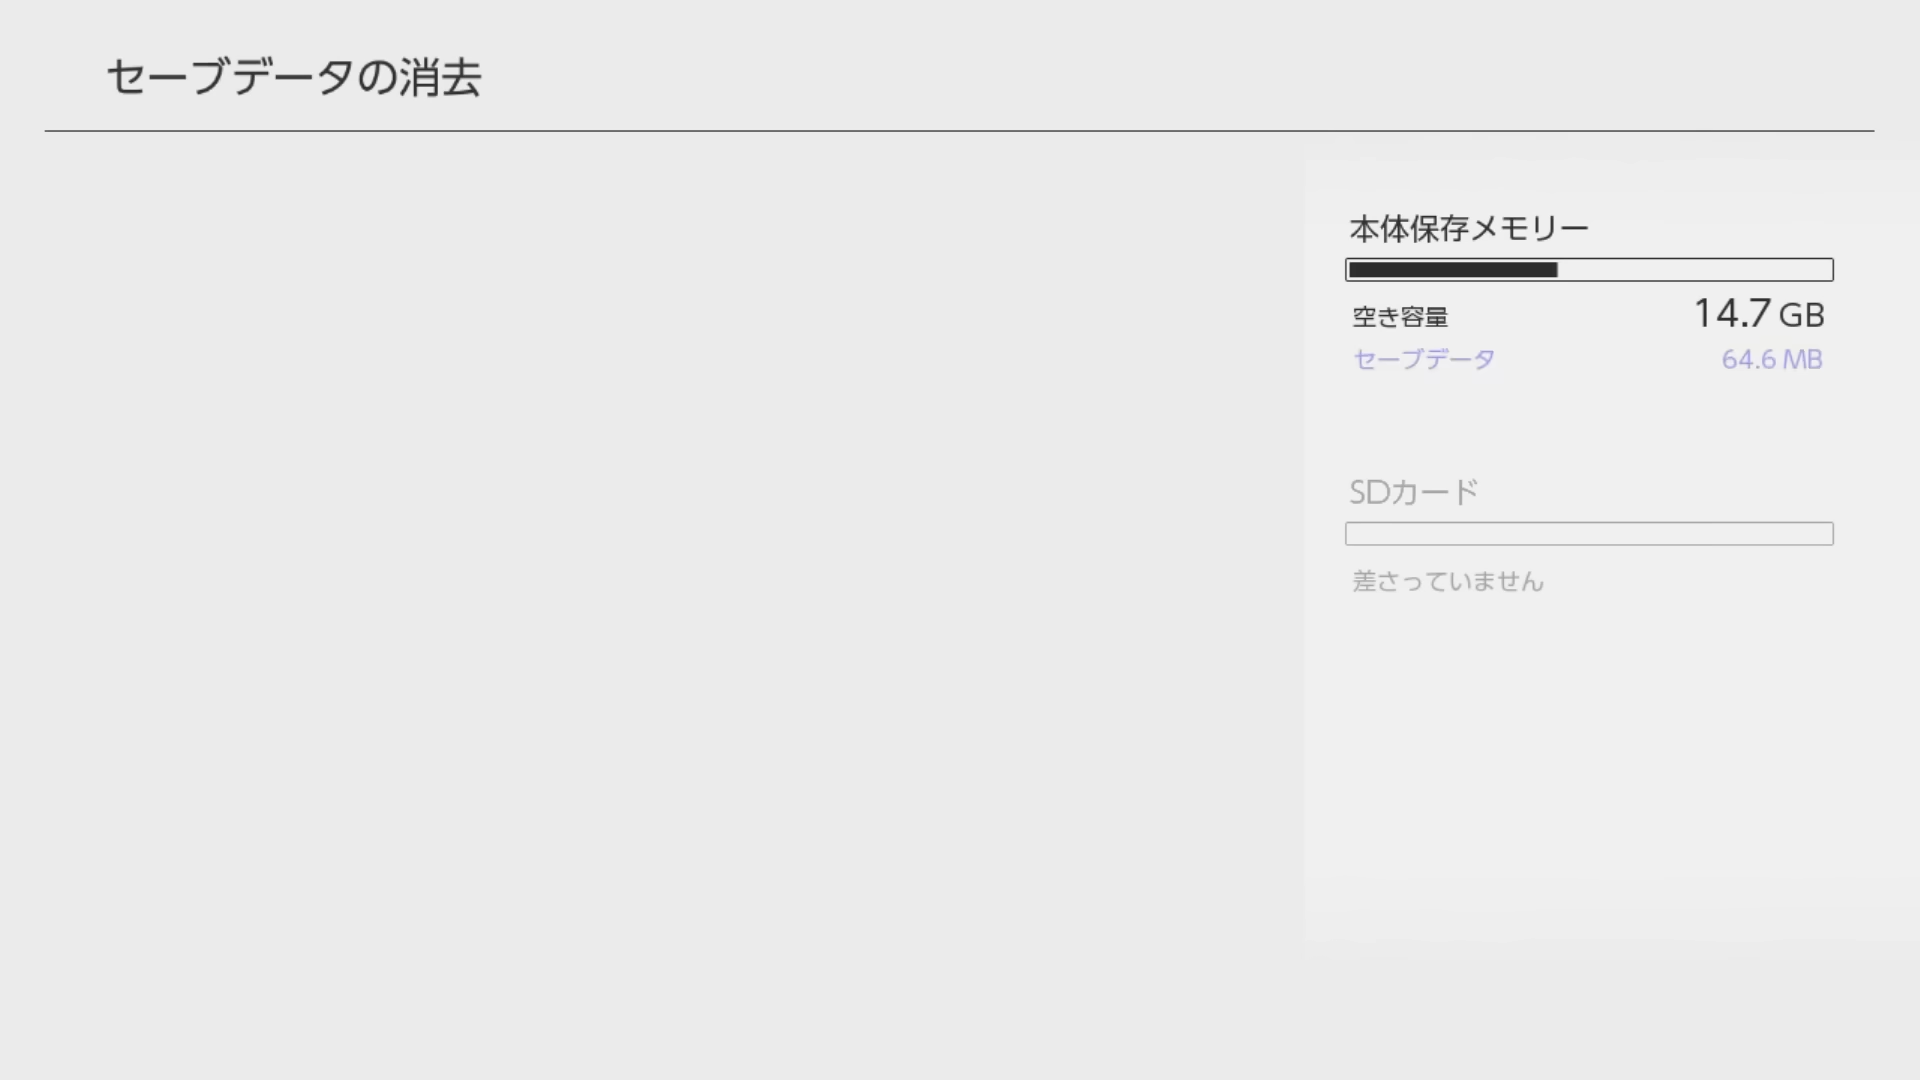 セーブデータの消去
本体保存メモリー
空き容量 14.7 GB
セーブデータ 64.6 MB
SDカード
差さっていません